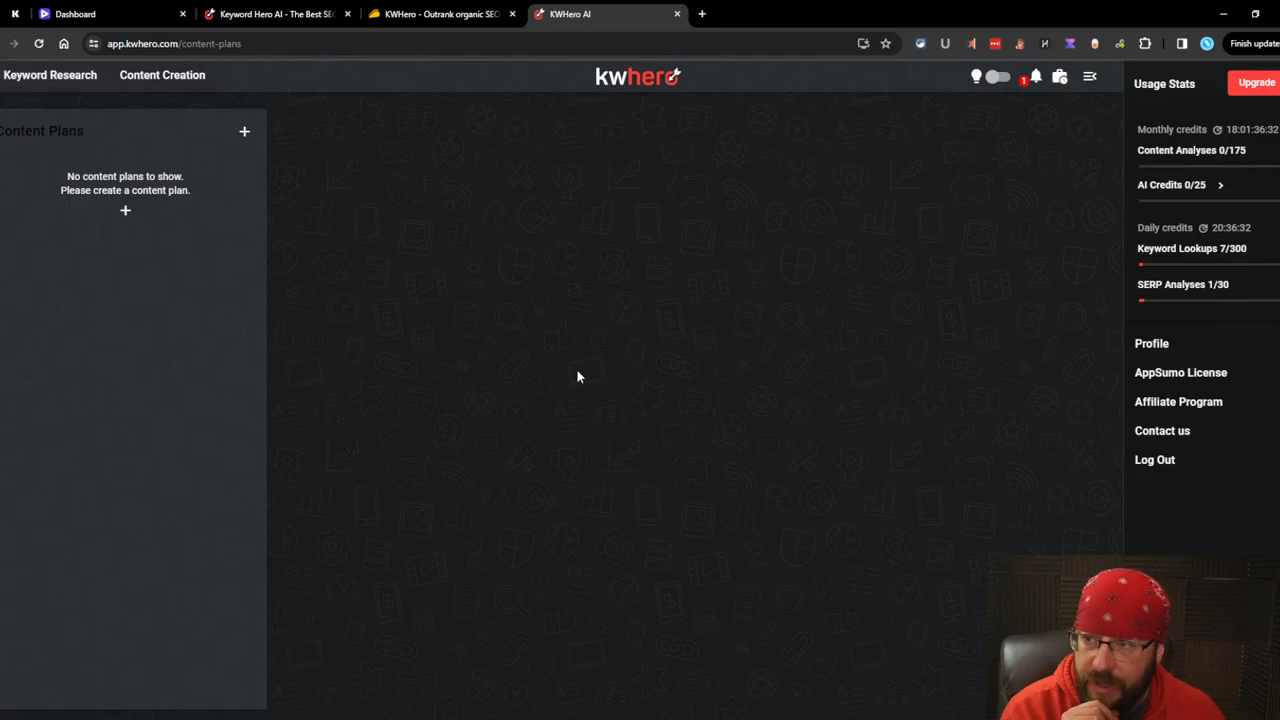 Dashboard
Keyword Hero AI - The Best SE
KWHero - Outrank organic SEO
KWHero AI
app.kwhero.com/content-plans
Finish update
Keyword Research
Content Creation
kwhero
1
Usage Stats
Upgrade
Content Plans
No content plans to show.
Please create a content plan.
Monthly credits 18:01:36:32
Content Analyses 0/175
AI Credits 0/25
Daily credits 20:36:32
Keyword Lookups 7/300
SERP Analyses 1/30
Profile
AppSumo License
Affiliate Program
Contact us
Log Out